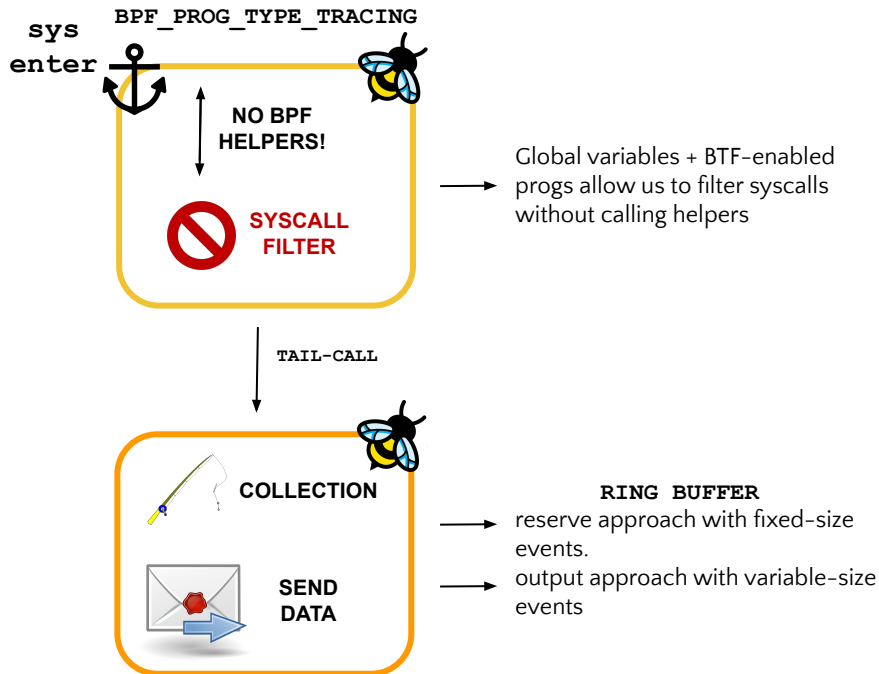 BPF_PROG_TYPE_TRACING
sys
enter
NO BPF
HELPERS!
SYSCALL
FILTER
Global variables + BTF-enabled
progs allow us to filter syscalls
without calling helpers
TAIL-CALL
COLLECTION
SEND
DATA
RING BUFFER
reserve approach with fixed-size
events.
output approach with variable-size
events